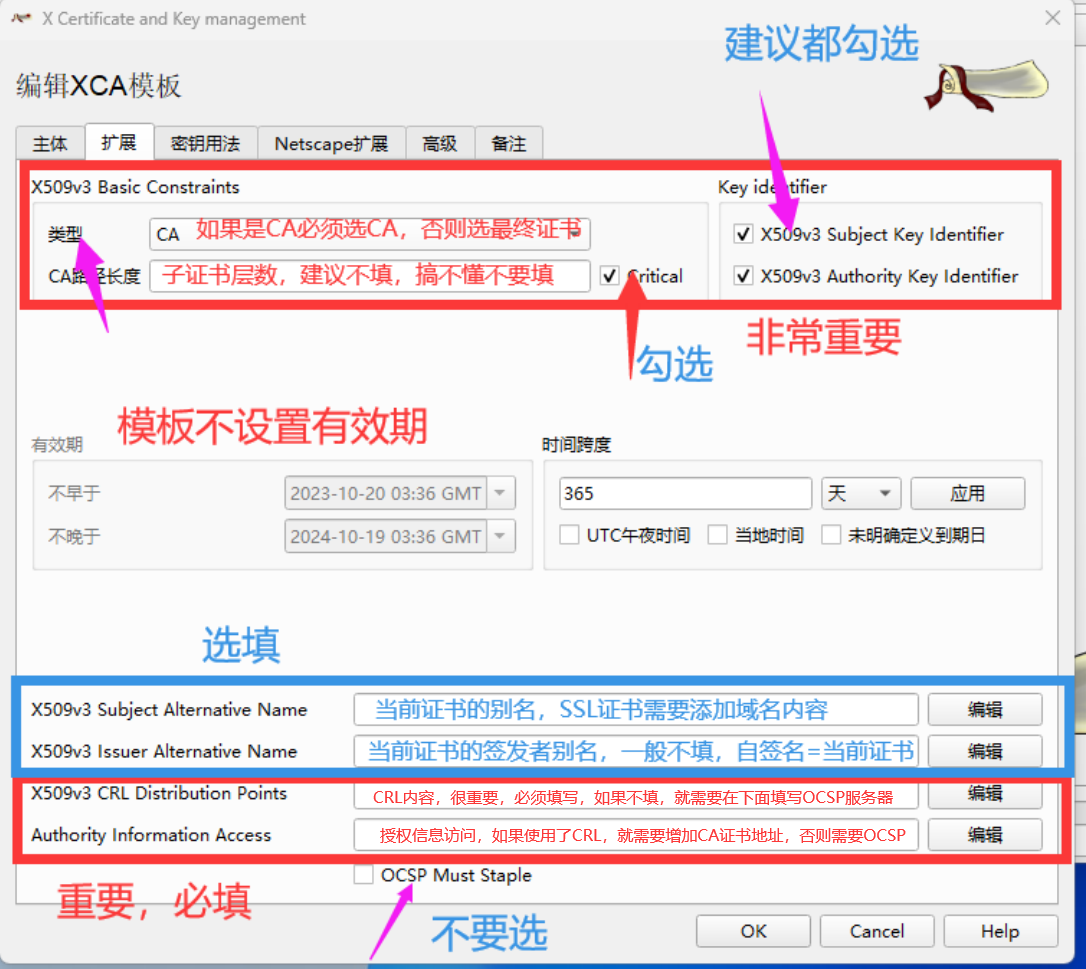 X Certificate and Key management
建议都勾选
编辑XCA模板
主体 扩展 密钥用法 Netscape扩展 高级 备注
X509v3 Basic Constraints
Key identifier
类型 CA 如果是CA必须选CA，否则选最终证书
X509v3 Subject Key Identifier
CA路径长度 子证书层数，建议不填，搞不懂不要填 Critical
X509v3 Authority Key Identifier
非常重要
勾选
模板不设置有效期
有效期
时间跨度
不早于 2023-10-20 03:36 GMT
365 天 应用
不晚于 2024-10-19 03:36 GMT
UTC午夜时间 当地时间 未明确定义到期日
选填
X509v3 Subject Alternative Name 当前证书的别名，SSL证书需要添加域名内容 编辑
X509v3 Issuer Alternative Name 当前证书的签发者别名，一般不填，自签名=当前证书 编辑
X509v3 CRL Distribution Points CRL内容，很重要，必须填写，如果不填，就需要在下面填写OCSP服务器 编辑
Authority Information Access 授权信息访问，如果使用了CRL，就需要增加CA证书地址，否则需要OCSP 编辑
OCSP Must Staple
重要，必填
不要选
OK Cancel Help